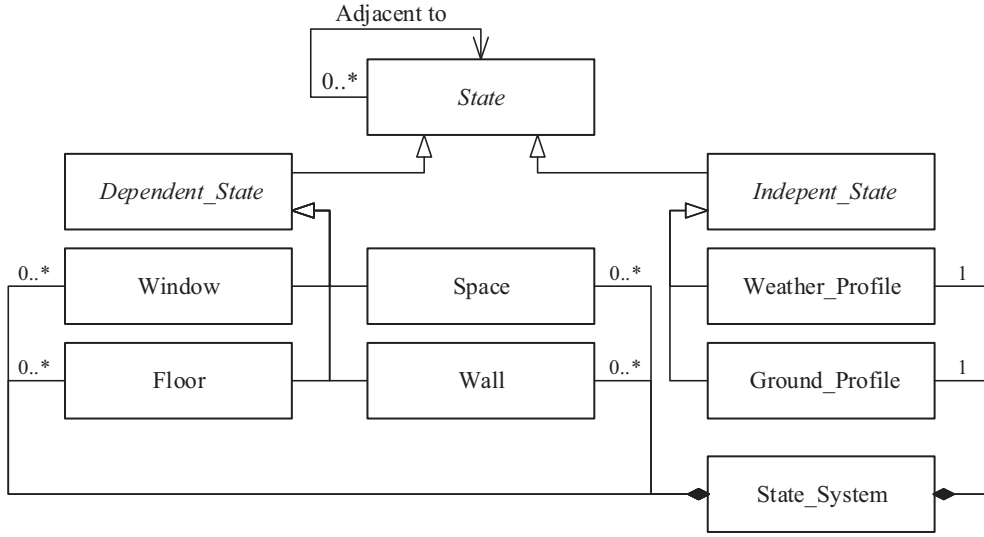 Adjacent to
0..*
State
Dependent_State
Indepent_State
0..*
Window
Space
0..*
Weather_Profile
1
0..*
Floor
Wall
0..*
Ground_Profile
1
State_System